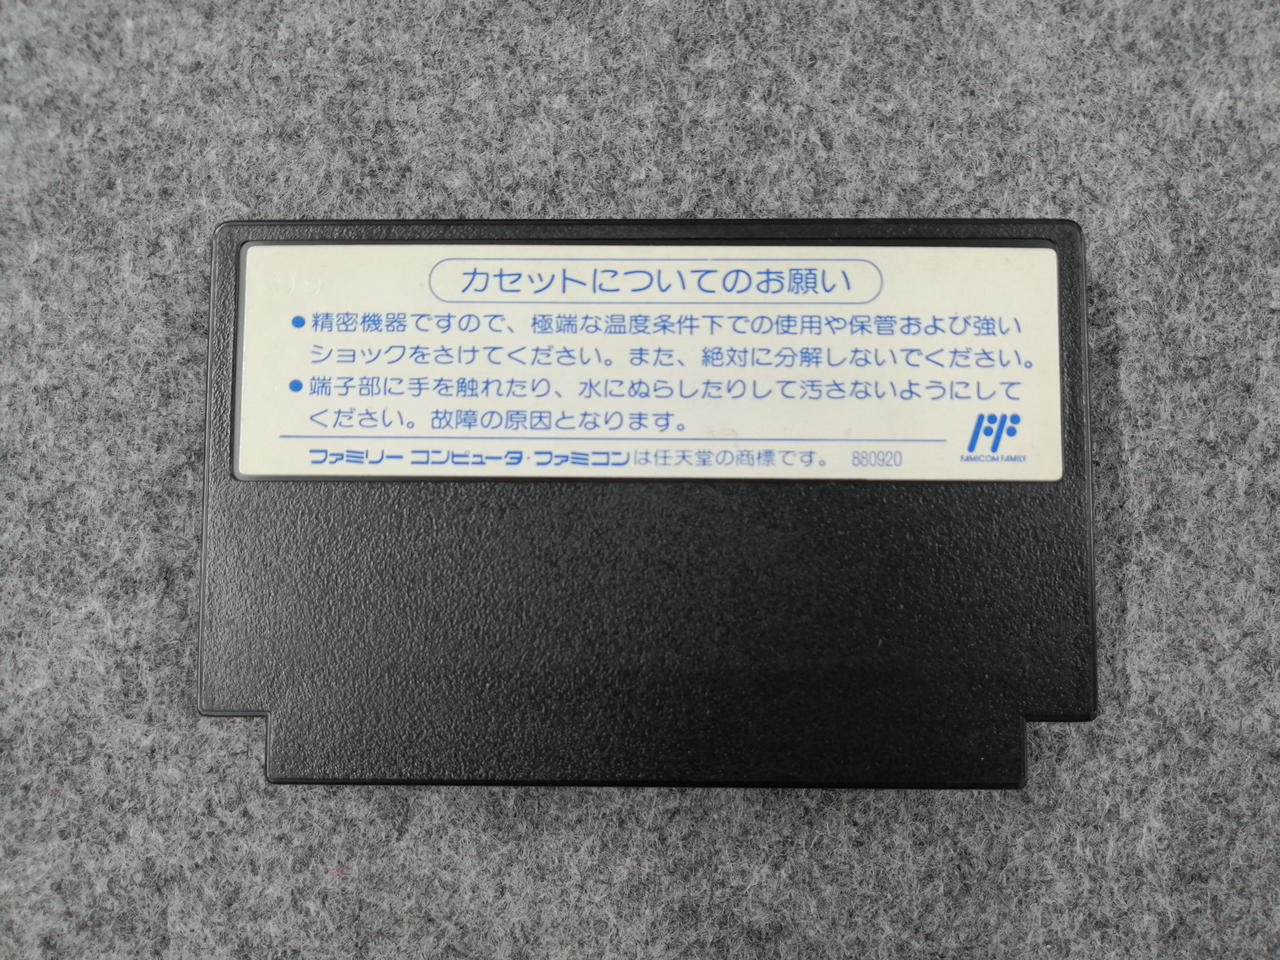 カセットについてのお願い
●精密機器ですので、極端な温度条件下での使用や保管および強い
ショックをさけてください。また、絶対に分解しないでください。
●端子部に手を触れたり、水にぬらしたりして汚さないようにして
ください。故障の原因となります。
ファミリー コンピュータ・ファミコンは任天堂の商標です。 880920
FF
FAMICOM FAMILY